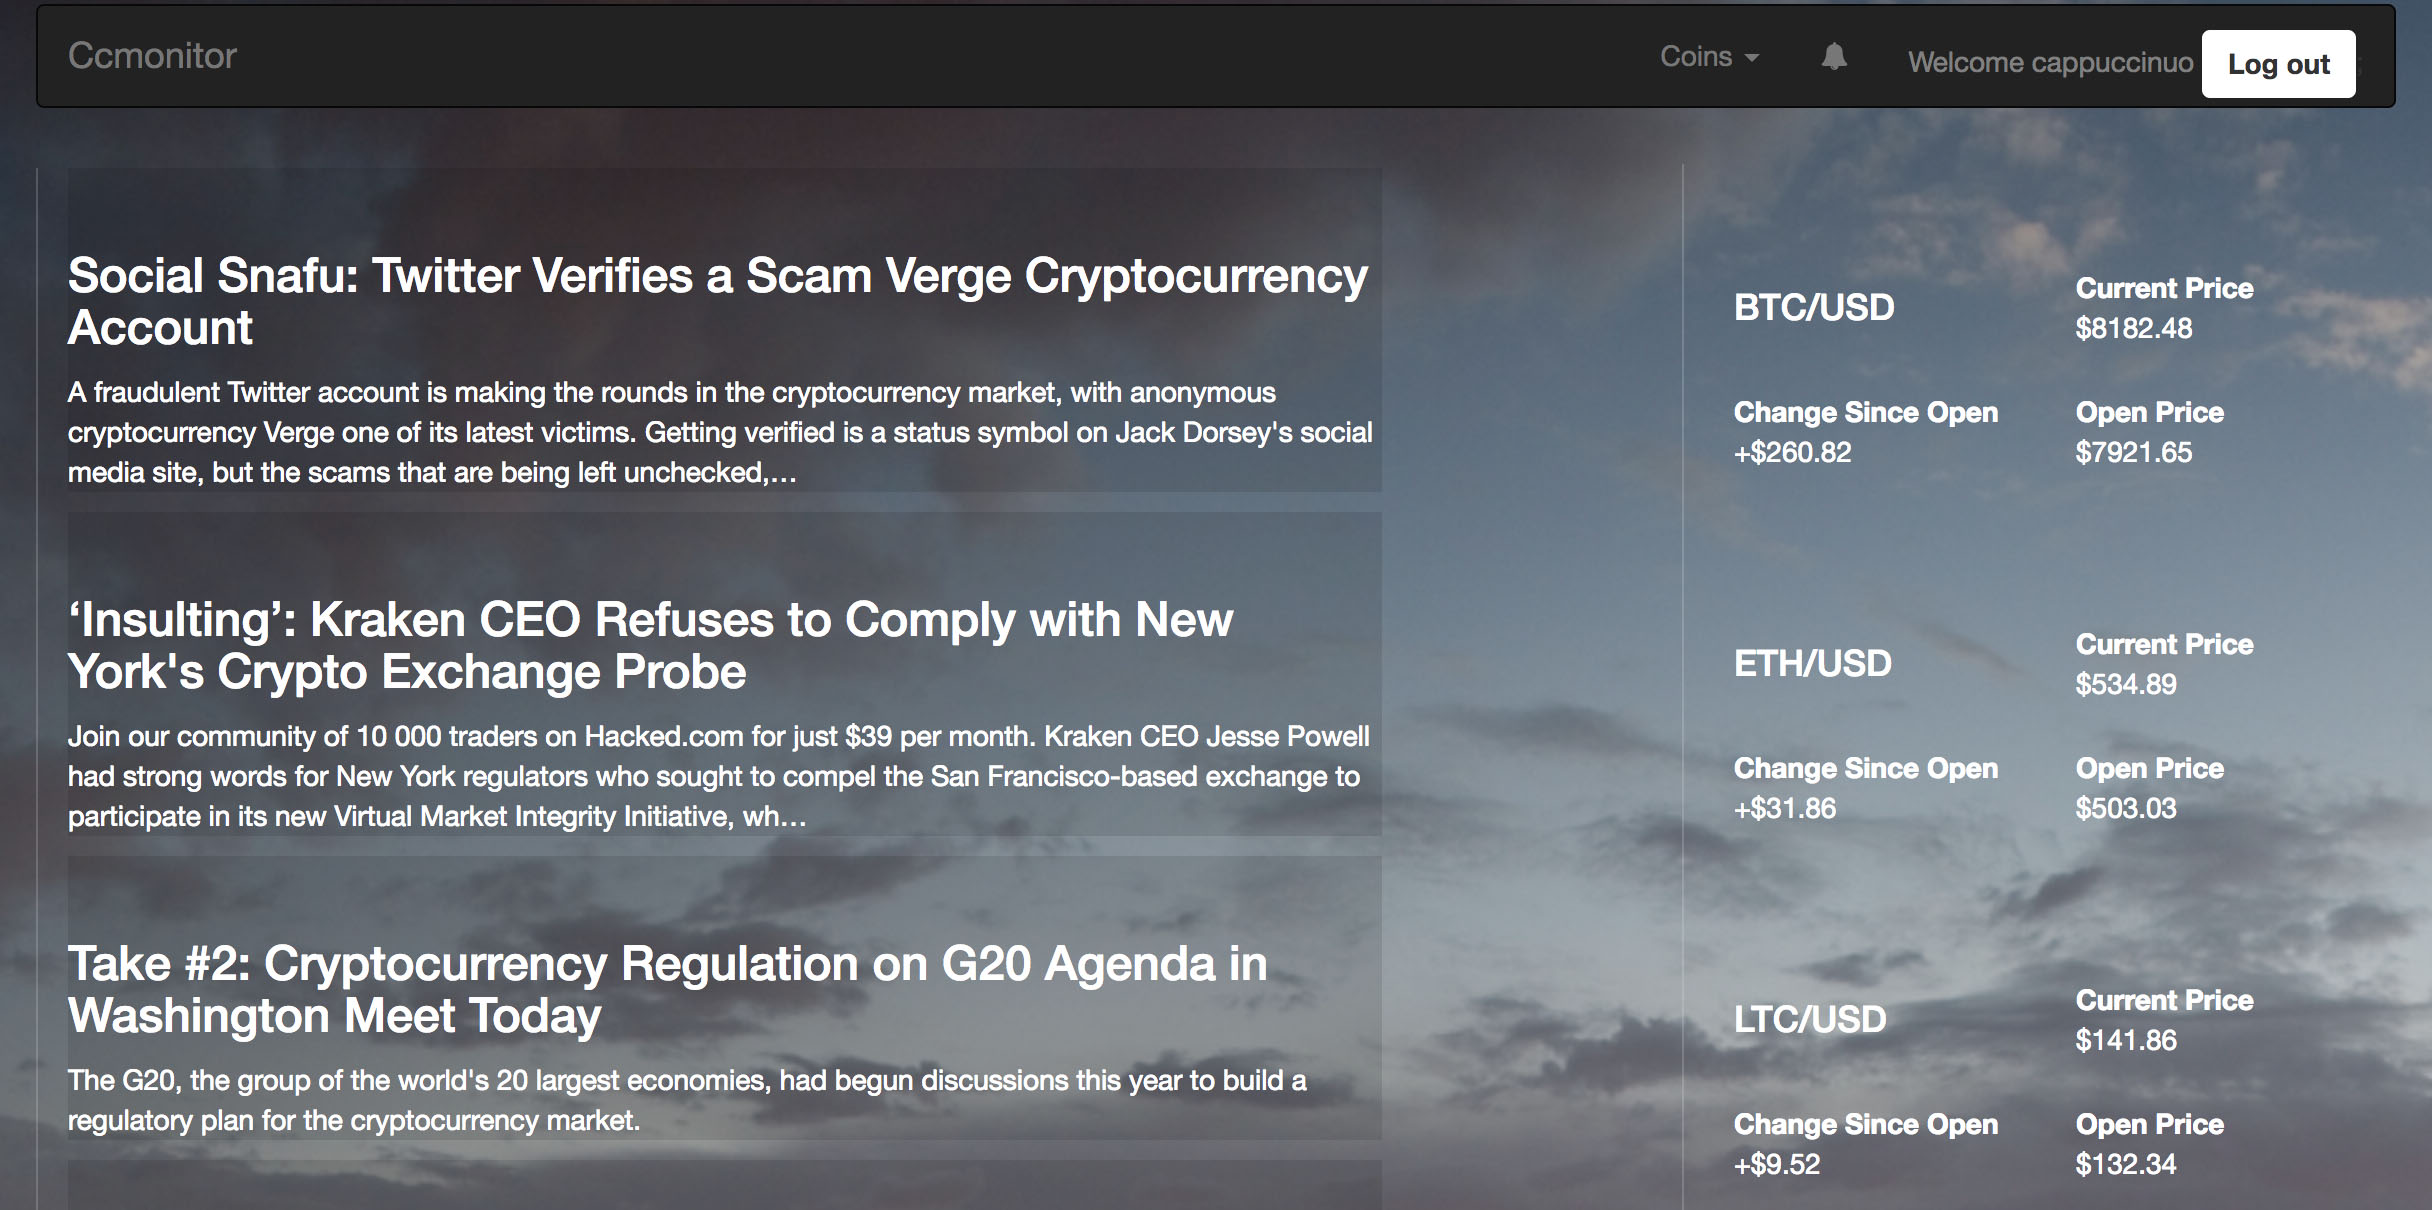 Ccmonitor
Coins
Welcome cappuccinuo
Log out
Social Snafu: Twitter Verifies a Scam Verge Cryptocurrency
Account
A fraudulent Twitter account is making the rounds in the cryptocurrency market, with anonymous
cryptocurrency Verge one of its latest victims. Getting verified is a status symbol on Jack Dorsey's social
media site, but the scams that are being left unchecked,…
‘Insulting’: Kraken CEO Refuses to Comply with New
York's Crypto Exchange Probe
Join our community of 10 000 traders on Hacked.com for just $39 per month. Kraken CEO Jesse Powell
had strong words for New York regulators who sought to compel the San Francisco-based exchange to
participate in its new Virtual Market Integrity Initiative, wh…
Take #2: Cryptocurrency Regulation on G20 Agenda in
Washington Meet Today
The G20, the group of the world's 20 largest economies, had begun discussions this year to build a
regulatory plan for the cryptocurrency market.
BTC/USD
Current Price
$8182.48
Change Since Open
+$260.82
Open Price
$7921.65
ETH/USD
Current Price
$534.89
Change Since Open
+$31.86
Open Price
$503.03
LTC/USD
Current Price
$141.86
Change Since Open
+$9.52
Open Price
$132.34